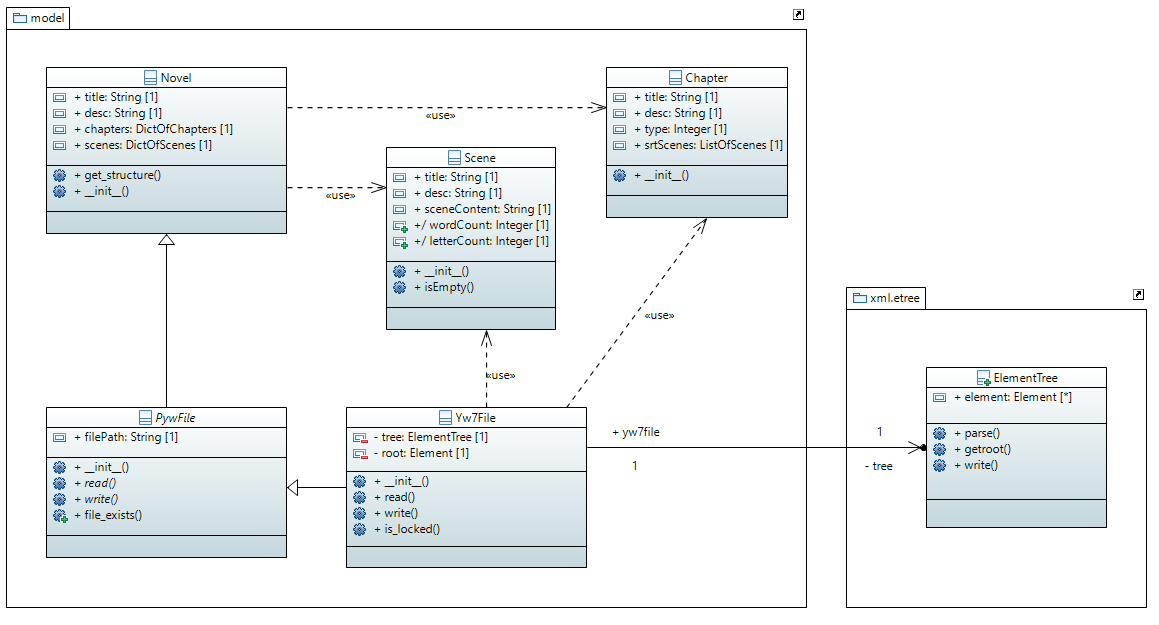 model
Novel
+ title: String [1]
+ desc: String [1]
+ chapters: DictOfChapters [1]
+ scenes: DictOfScenes [1]
+ get_structure()
+ __init__()
«use»
«use»
Chapter
+ title: String [1]
+ desc: String [1]
+ type: Integer [1]
+ srtScenes: ListOfScenes [1]
+ __init__()
Scene
+ title: String [1]
+ desc: String [1]
+ sceneContent: String [1]
+/ wordCount: Integer [1]
+/ letterCount: Integer [1]
+ __init__()
+ isEmpty()
«use»
«use»
PywFile
+ filePath: String [1]
+ __init__()
+ read()
+ write()
+ file_exists()
Yw7File
- tree: ElementTree [1]
- root: Element [1]
+ __init__()
+ read()
+ write()
+ is_locked()
+ yw7file
1
1
- tree
xml.etree
ElementTree
+ element: Element [*]
+ parse()
+ getroot()
+ write()